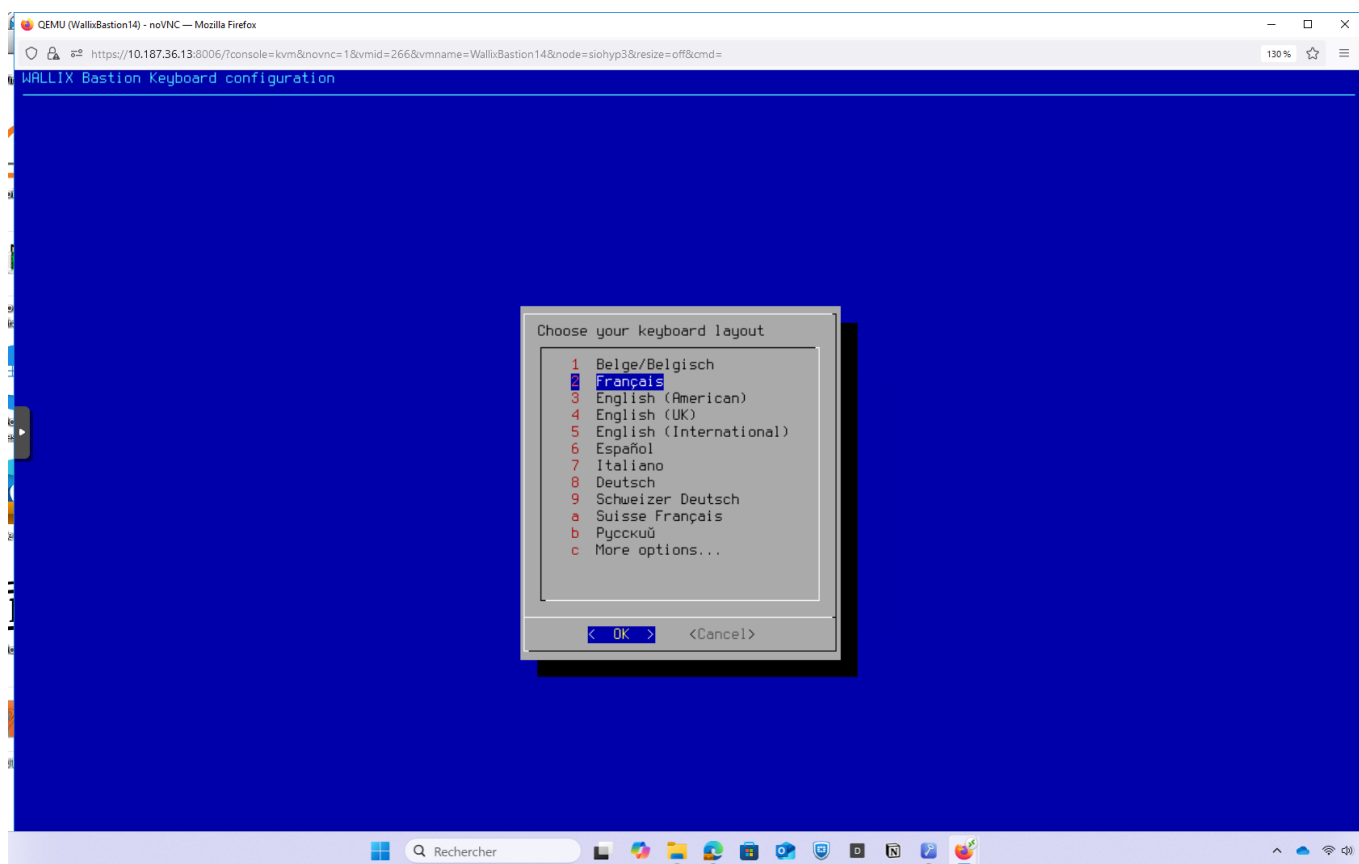 QEMU (WallixBastion14) - noVNC — Mozilla Firefox
https://10.187.36.13:8006/?console=kvm&novnc=1&vmid=266&vmname=WallixBastion14&node=siohyp3&resize=off&cmd=
130 %
WALLIX Bastion Keyboard configuration
Choose your keyboard layout
1 Belge/Belgisch
2 Français
3 English (American)
4 English (UK)
5 English (International)
6 Español
7 Italiano
8 Deutsch
9 Schweizer Deutsch
a Suisse Français
b Русский
c More options...
< OK > <Cancel>
Rechercher